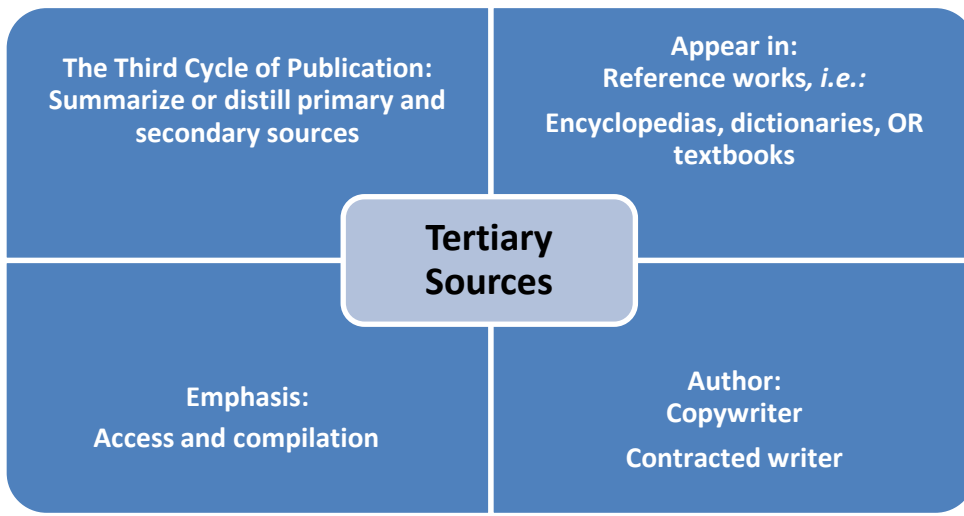 The Third Cycle of Publication:
Summarize or distill primary and
secondary sources
Appear in:
Reference works, i.e.:
Encyclopedias, dictionaries, OR
textbooks
Tertiary
Sources
Emphasis:
Access and compilation
Author:
Copywriter
Contracted writer